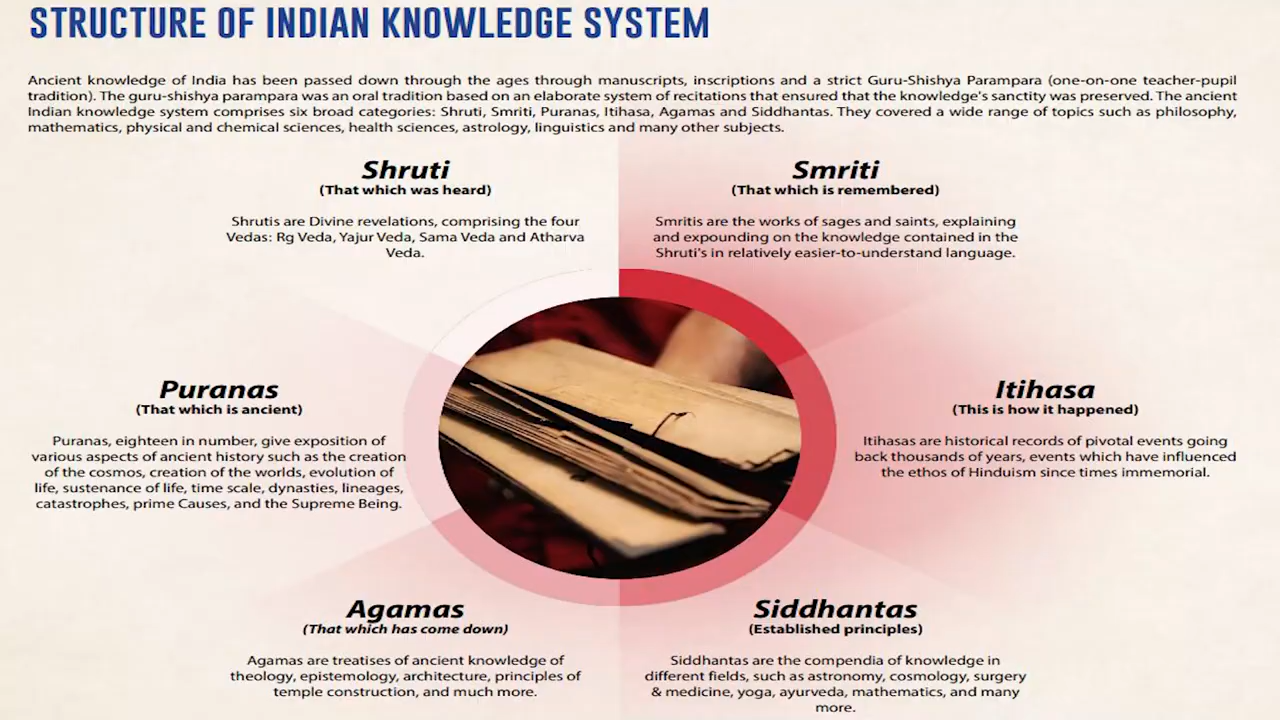 STRUCTURE OF INDIAN KNOWLEDGE SYSTEM
Ancient knowledge of India has been passed down through the ages through manuscripts, inscriptions and a strict Guru-Shishya Parampara (one-on-one teacher-pupil
tradition). The guru-shishya parampara was an oral tradition based on an elaborate system of recitations that ensured that the knowledge's sanctity was preserved. The ancient
Indian knowledge system comprises six broad categories: Shruti, Smriti, Puranas, Itihasa, Agamas and Siddhantas. They covered a wide range of topics such as philosophy,
mathematics, physical and chemical sciences, health sciences, astrology, linguistics and many other subjects.
Shruti
(That which was heard)
Shrutis are Divine revelations, comprising the four
Vedas: Rg Veda, Yajur Veda, Sama Veda and Atharva
Veda.
Smriti
(That which is remembered)
Smritis are the works of sages and saints, explaining
and expounding on the knowledge contained in the
Shruti's in relatively easier-to-understand language.
Puranas
(That which is ancient)
Puranas, eighteen in number, give exposition of
various aspects of ancient history such as the creation
of the cosmos, creation of the worlds, evolution of
life, sustenance of life, time scale, dynasties, lineages,
catastrophes, prime Causes, and the Supreme Being.
Itihasa
(This is how it happened)
Itihasas are historical records of pivotal events going
back thousands of years, events which have influenced
the ethos of Hinduism since times immemorial.
Agamas
(That which has come down)
Agamas are treatises of ancient knowledge of
theology, epistemology, architecture, principles of
temple construction, and much more.
Siddhantas
(Established principles)
Siddhantas are the compendia of knowledge in
different fields, such as astronomy, cosmology, surgery
& medicine, yoga, ayurveda, mathematics, and many
more.